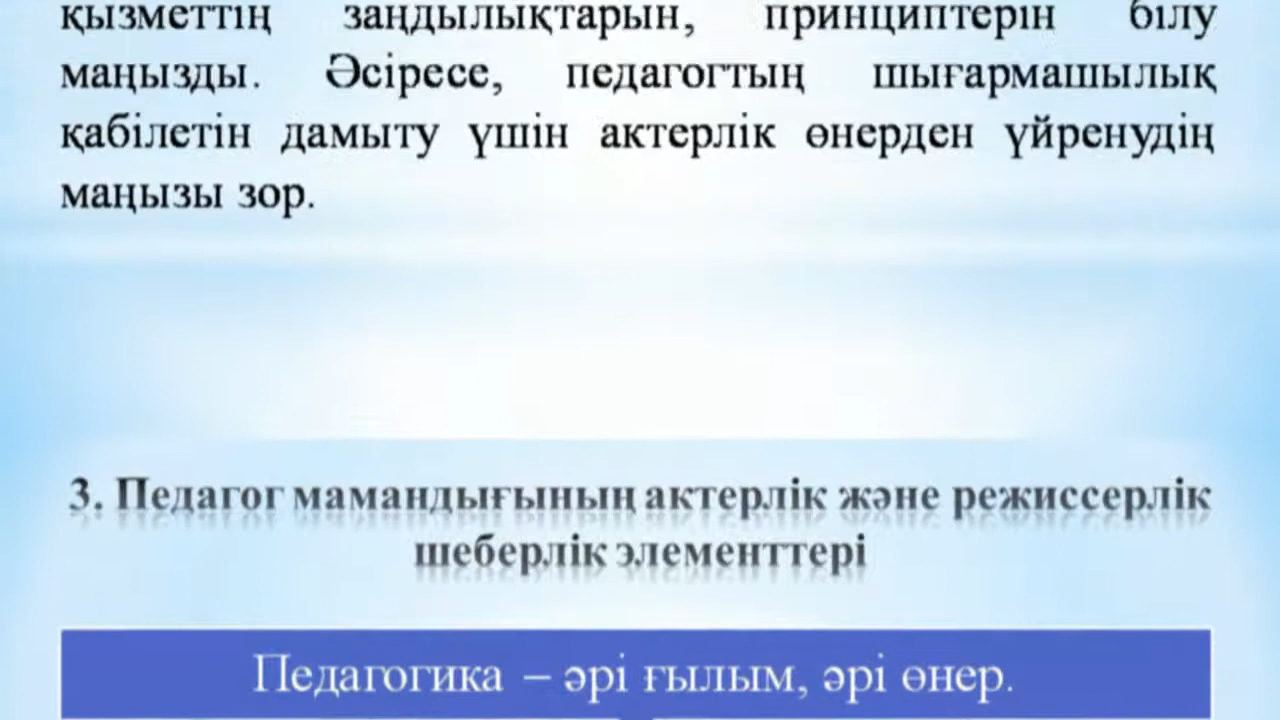 қызметтің заңдылықтарын, принциптерін білу
маңызды. Әсіресе, педагогтың шығармашылық
қабілетін дамыту үшін актерлік өнерден үйренудің
маңызы зор.
3. Педагог мамандығының актерлік және режиссерлік
шеберлік элементтері
Педагогика – әрі ғылым, әрі өнер.